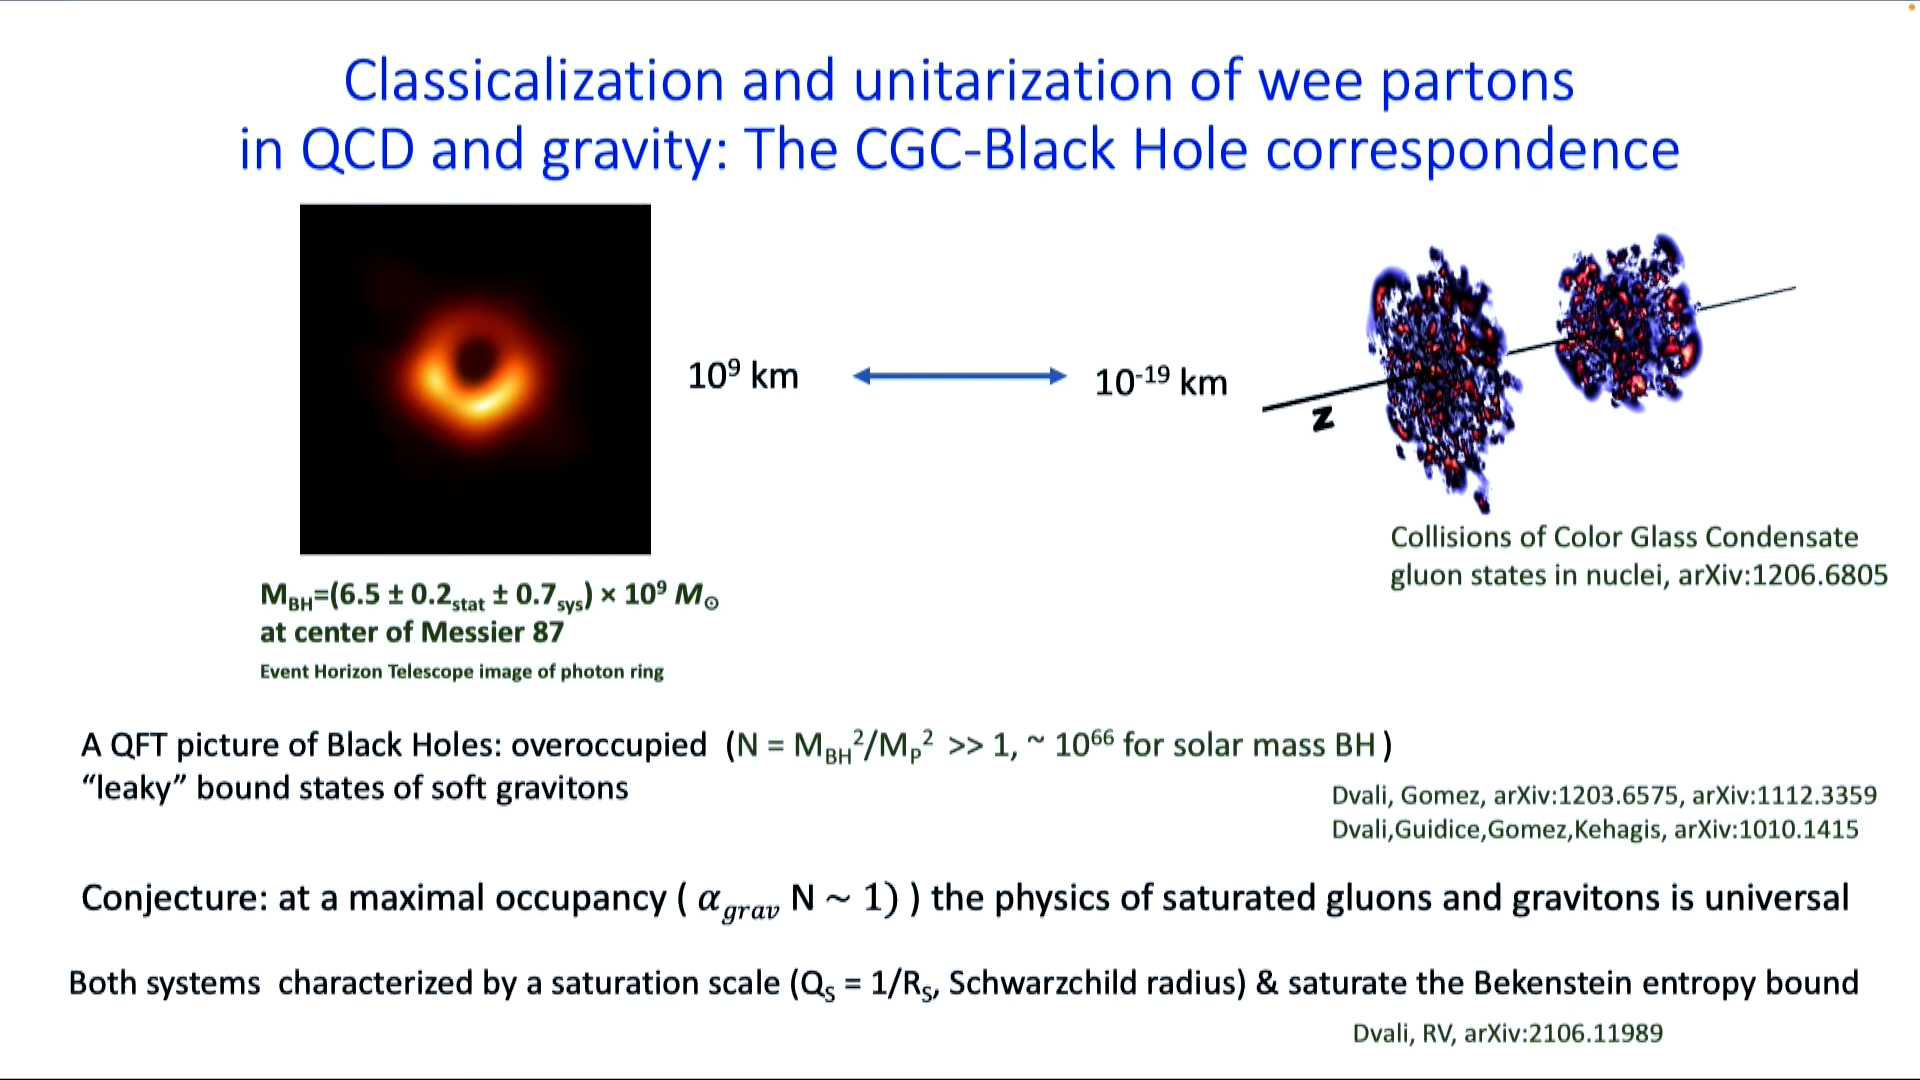 Classicalization and unitarization of wee partons
in QCD and gravity: The CGC-Black Hole correspondence
10⁹ km
10⁻¹⁹ km
z
Collisions of Color Glass Condensate
gluon states in nuclei, arXiv:1206.6805
M_BH=(6.5 ± 0.2_stat ± 0.7_sys) × 10⁹ M_⊙
at center of Messier 87
Event Horizon Telescope image of photon ring
A QFT picture of Black Holes: overoccupied (N = M_BH²/M_P² >> 1, ~ 10⁶⁶ for solar mass BH )
“leaky” bound states of soft gravitons
Dvali, Gomez, arXiv:1203.6575, arXiv:1112.3359
Dvali,Guidice,Gomez,Kehagis, arXiv:1010.1415
Conjecture: at a maximal occupancy ( α_grav N ~ 1) ) the physics of saturated gluons and gravitons is universal
Both systems characterized by a saturation scale (Q_S = 1/R_S, Schwarzchild radius) & saturate the Bekenstein entropy bound
Dvali, RV, arXiv:2106.11989